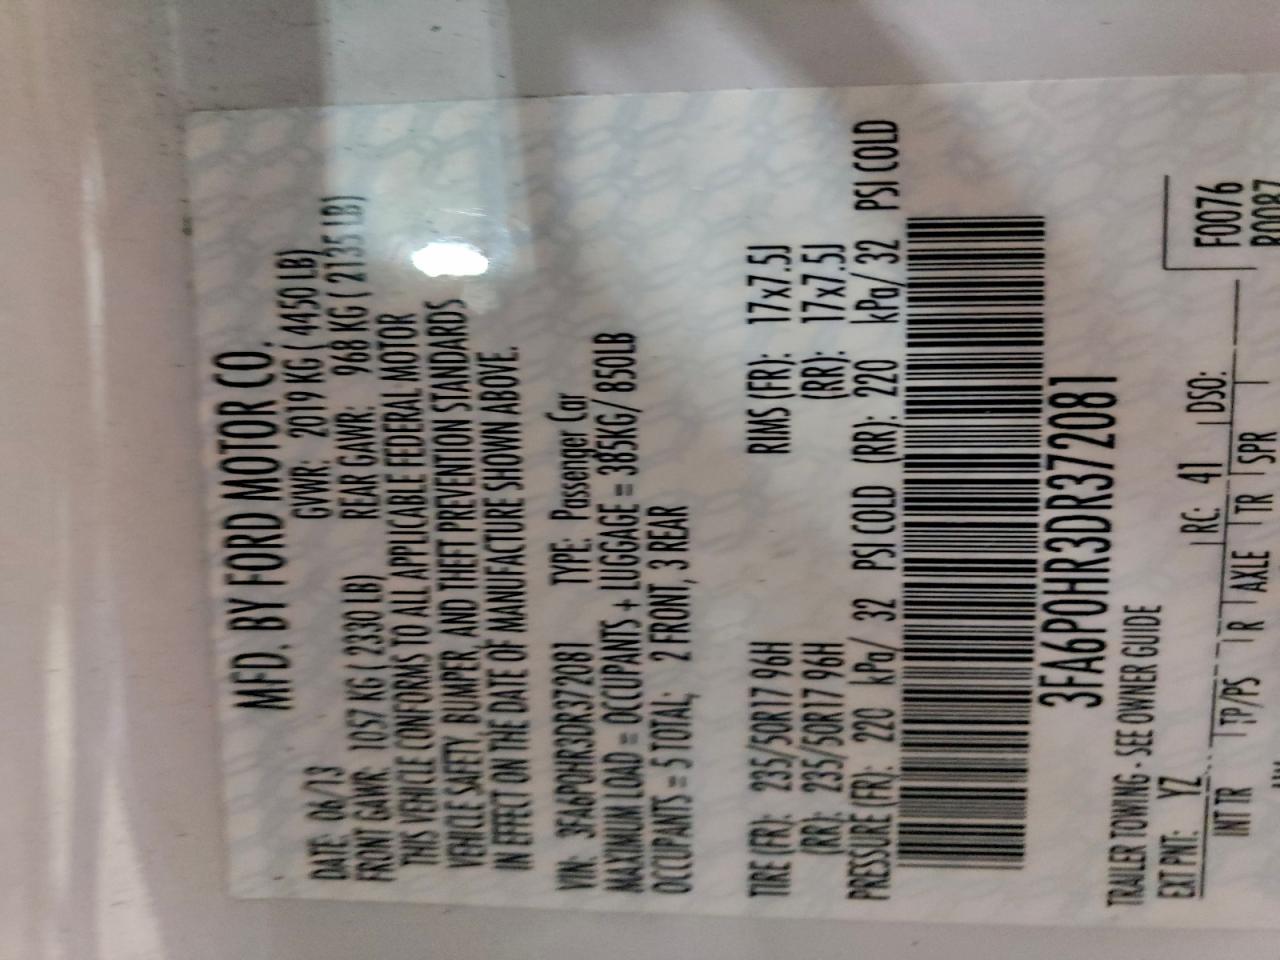 MFD. BY FORD MOTOR CO.
DATE: 06/13 GVWR: 2019 KG ( 4450 LB)
FRONT GAWR: 1057 KG ( 2330 LB) REAR GAWR: 968 KG ( 2135 LB)
THIS VEHICLE CONFORMS TO ALL APPLICABLE FEDERAL MOTOR
VEHICLE SAFETY, BUMPER, AND THEFT PREVENTION STANDARDS
IN EFFECT ON THE DATE OF MANUFACTURE SHOWN ABOVE.
VIN: 3FA6P0HR3DR372081 TYPE: Passenger Car
MAXIMUM LOAD = OCCUPANTS + LUGGAGE = 385KG/ 850LB
OCCUPANTS = 5 TOTAL; 2 FRONT, 3 REAR
TIRE (FR): 235/50R17 96H RIMS (FR): 17x7.5J
(RR): 235/50R17 96H (RR): 17x7.5J
PRESSURE (FR): 220 kPa/ 32 PSI COLD (RR): 220 kPa/ 32 PSI COLD
3FA6P0HR3DR372081
TRAILER TOWING - SEE OWNER GUIDE
EXT PNT: YZ RC: 41 DSO:
F0076
INT TR TP/PS R AXLE TR SPR
R0087